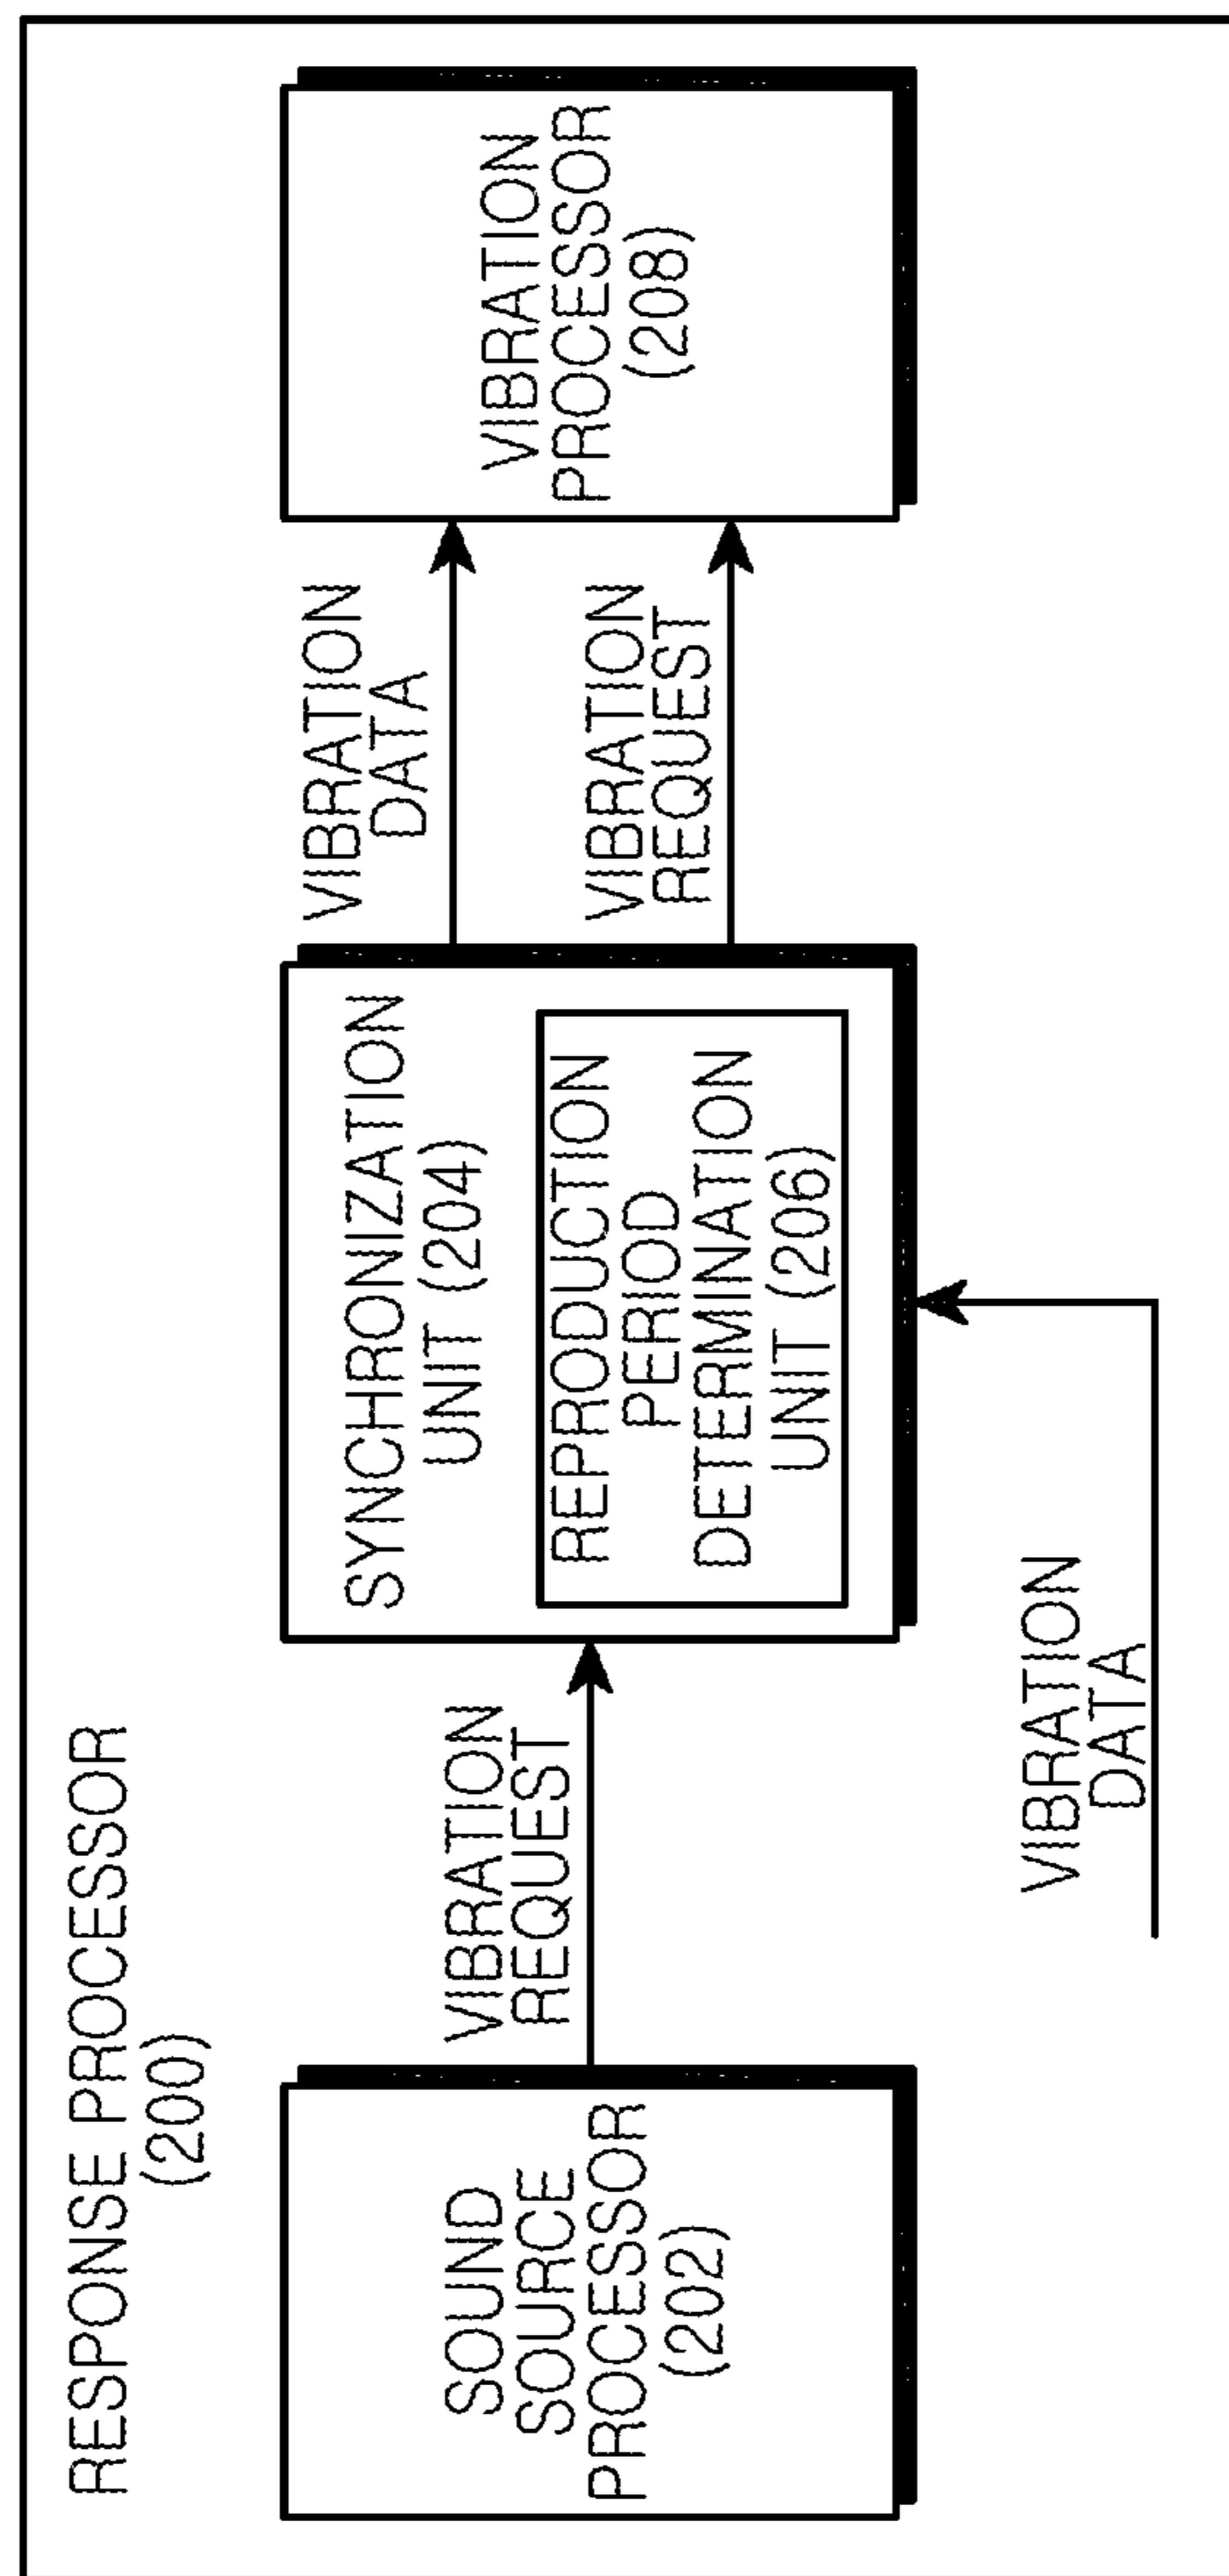 RESPONSE PROCESSOR
(200)
SOUND
SOURCE
PROCESSOR
(202)
VIBRATION
REQUEST
SYNCHRONIZATION
UNIT (204)
REPRODUCTION
PERIOD
DETERMINATION
UNIT (206)
VIBRATION
DATA
VIBRATION
DATA
VIBRATION
REQUEST
VIBRATION
PROCESSOR
(208)